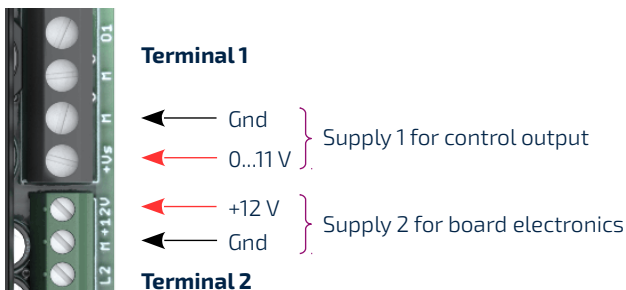 O1
Terminal 1
M
M
Gnd
Supply 1 for control output
+Vs
0...11 V
+12V
+12 V
Supply 2 for board electronics
M
Gnd
L2
Terminal 2